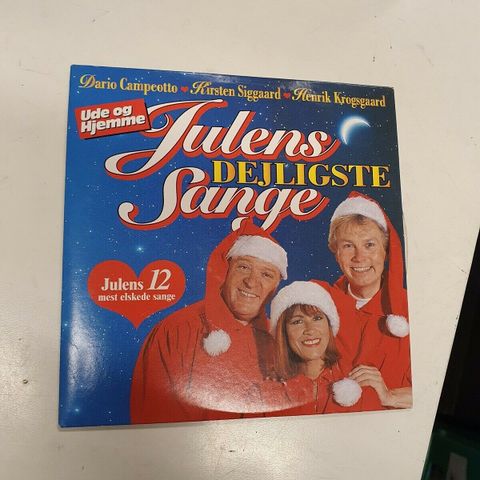 Dario Campeotto ♥ Kirsten Siggaard ♥ Henrik Krogsgaard
Ude og
Hjemme
Julens
DEJLIGSTE
Sange
Julens 12
mest elskede sange